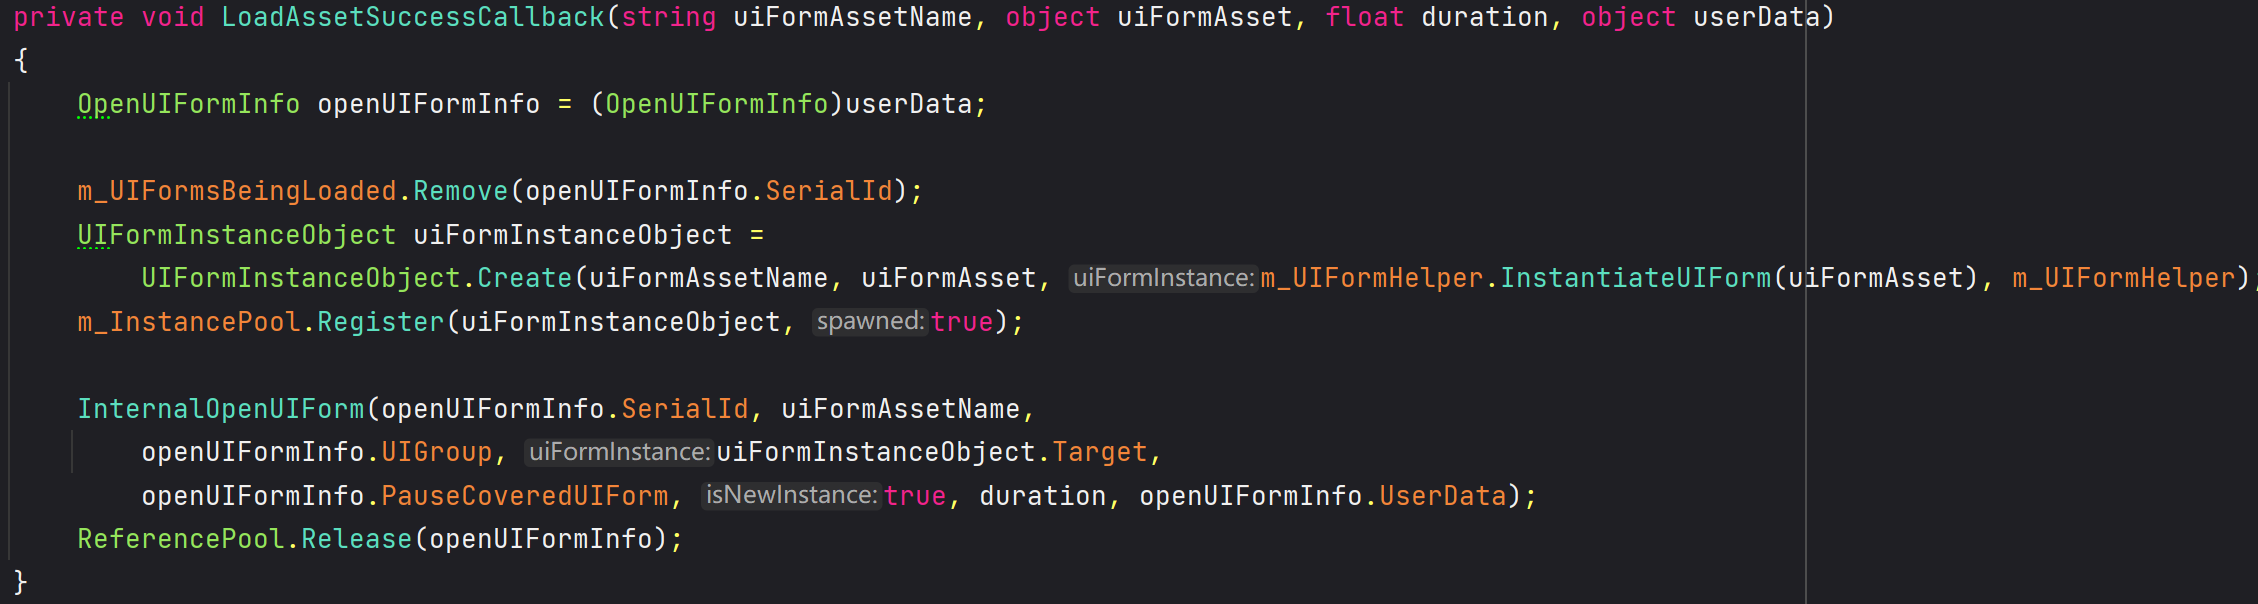 private void LoadAssetSuccessCallback(string uiFormAssetName, object uiFormAsset, float duration, object userData)
{
OpenUIFormInfo openUIFormInfo = (OpenUIFormInfo)userData;
m_UIFormsBeingLoaded.Remove(openUIFormInfo.SerialId);
UIFormInstanceObject uiFormInstanceObject =
UIFormInstanceObject.Create(uiFormAssetName, uiFormAsset, uiFormInstance:m_UIFormHelper.InstantiateUIForm(uiFormAsset), m_UIFormHelper);
m_InstancePool.Register(uiFormInstanceObject, spawned:true);
InternalOpenUIForm(openUIFormInfo.SerialId, uiFormAssetName,
openUIFormInfo.UIGroup, uiFormInstance:uiFormInstanceObject.Target,
openUIFormInfo.PauseCoveredUIForm, isNewInstance:true, duration, openUIFormInfo.UserData);
ReferencePool.Release(openUIFormInfo);
}